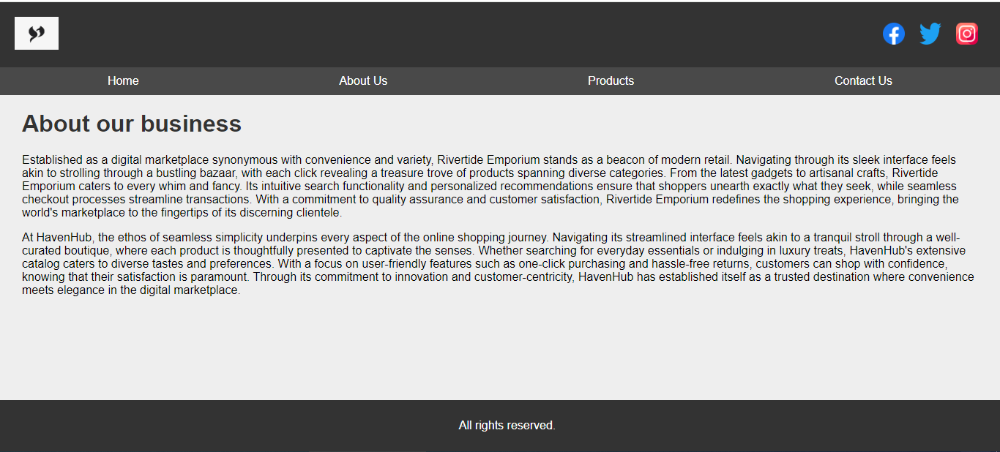 Home
About Us
Products
Contact Us
About our business
Established as a digital marketplace synonymous with convenience and variety, Rivertide Emporium stands as a beacon of modern retail. Navigating through its sleek interface feels
akin to strolling through a bustling bazaar, with each click revealing a treasure trove of products spanning diverse categories. From the latest gadgets to artisanal crafts, Rivertide
Emporium caters to every whim and fancy. Its intuitive search functionality and personalized recommendations ensure that shoppers unearth exactly what they seek, while seamless
checkout processes streamline transactions. With a commitment to quality assurance and customer satisfaction, Rivertide Emporium redefines the shopping experience, bringing the
world's marketplace to the fingertips of its discerning clientele.
At HavenHub, the ethos of seamless simplicity underpins every aspect of the online shopping journey. Navigating its streamlined interface feels akin to a tranquil stroll through a well-
curated boutique, where each product is thoughtfully presented to captivate the senses. Whether searching for everyday essentials or indulging in luxury treats, HavenHub's extensive
catalog caters to diverse tastes and preferences. With a focus on user-friendly features such as one-click purchasing and hassle-free returns, customers can shop with confidence,
knowing that their satisfaction is paramount. Through its commitment to innovation and customer-centricity, HavenHub has established itself as a trusted destination where convenience
meets elegance in the digital marketplace.
All rights reserved.